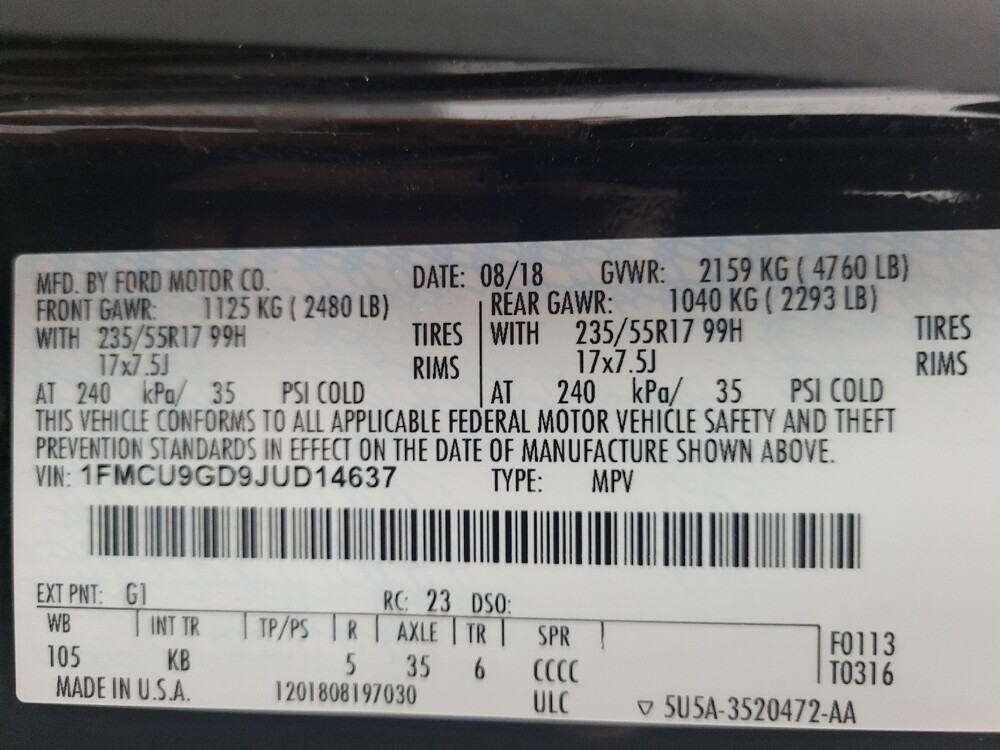 MFD. BY FORD MOTOR CO. DATE: 08/18 GVWR: 2159 KG ( 4760 LB)
FRONT GAWR: 1125 KG ( 2480 LB) REAR GAWR: 1040 KG ( 2293 LB)
WITH 235/55R17 99H TIRES WITH 235/55R17 99H TIRES
17x7.5J RIMS 17x7.5J RIMS
AT 240 kPa/ 35 PSI COLD AT 240 kPa/ 35 PSI COLD
THIS VEHICLE CONFORMS TO ALL APPLICABLE FEDERAL MOTOR VEHICLE SAFETY AND THEFT
PREVENTION STANDARDS IN EFFECT ON THE DATE OF MANUFACTURE SHOWN ABOVE.
VIN: 1FMCU9GD9JUD14637 TYPE: MPV
EXT PNT: G1 RC: 23 DSO:
WB INT TR TP/PS R AXLE TR SPR F0113
105 KB 5 35 6 CCCC T0316
MADE IN U.S.A. 1201808197030 ULC ▽ 5U5A-3520472-AA